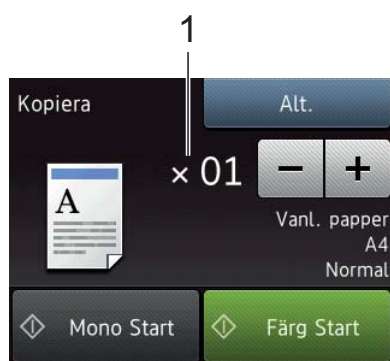 1
Kopiera
Alt.
× 01
− +
A
Vanl. papper
A4
Normal
Mono Start
Färg Start